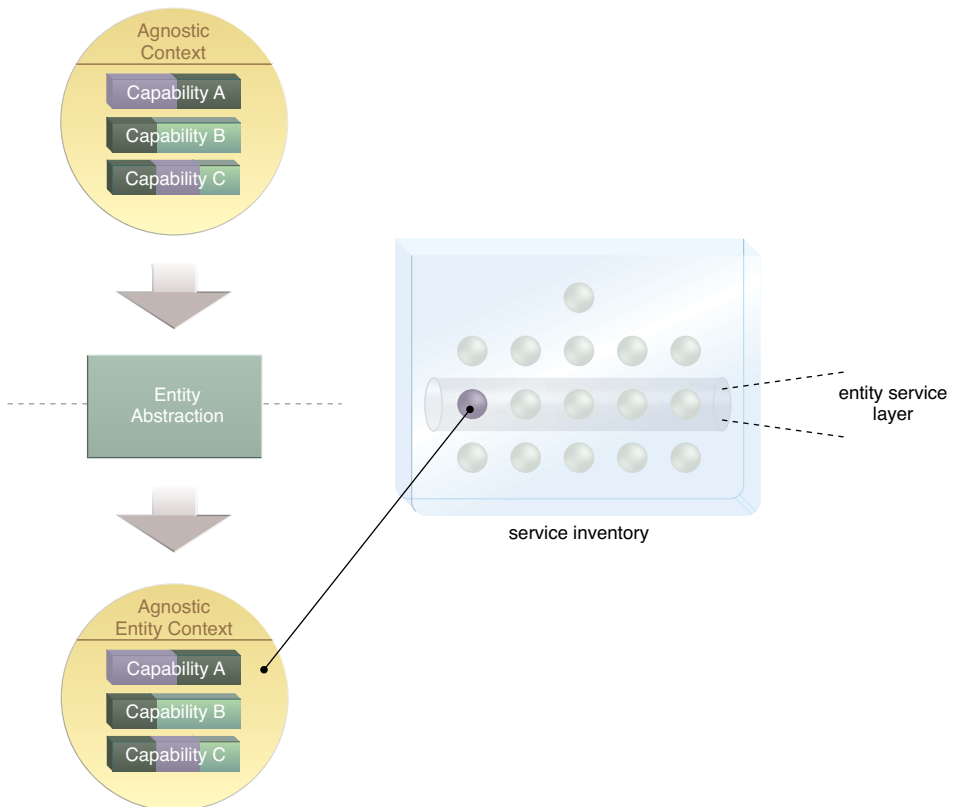 Agnostic
Context
Capability A
Capability B
Capability C
Entity
Abstraction
Agnostic
Entity Context
Capability A
Capability B
Capability C
entity service
layer
service inventory